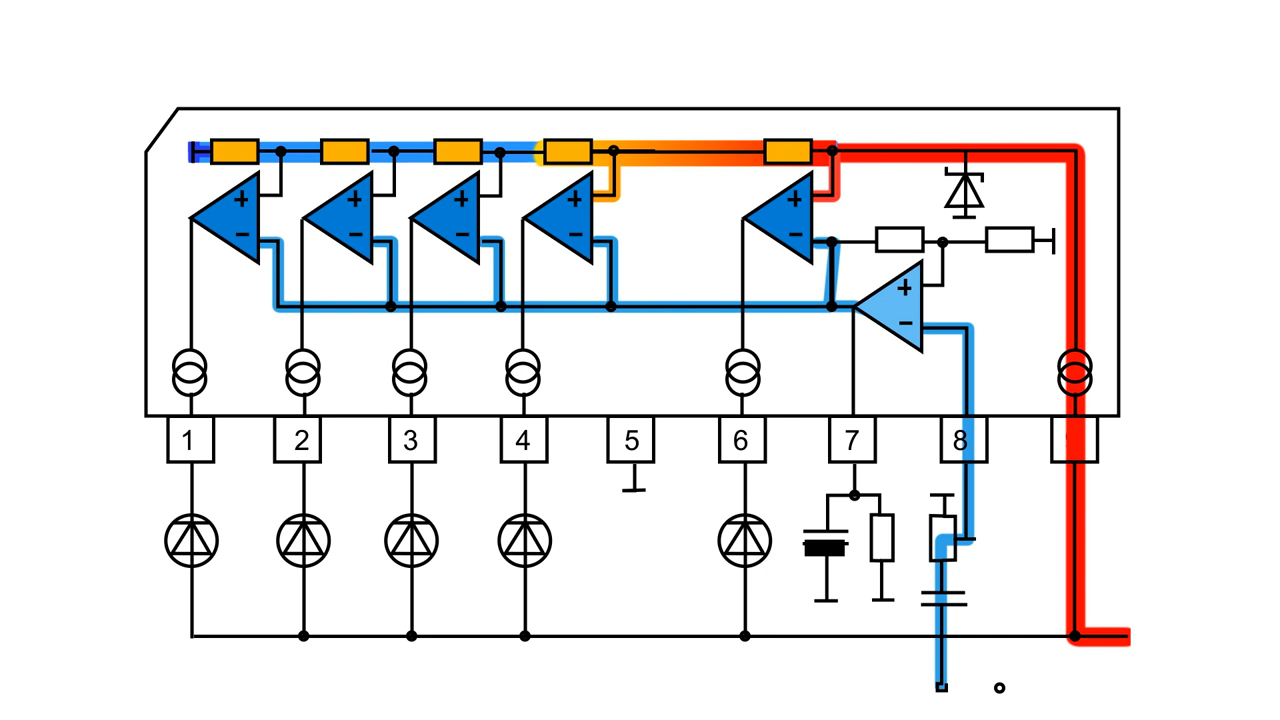 + + + + +
− − − − −
+
−
1 2 3 4 5 6 7 8